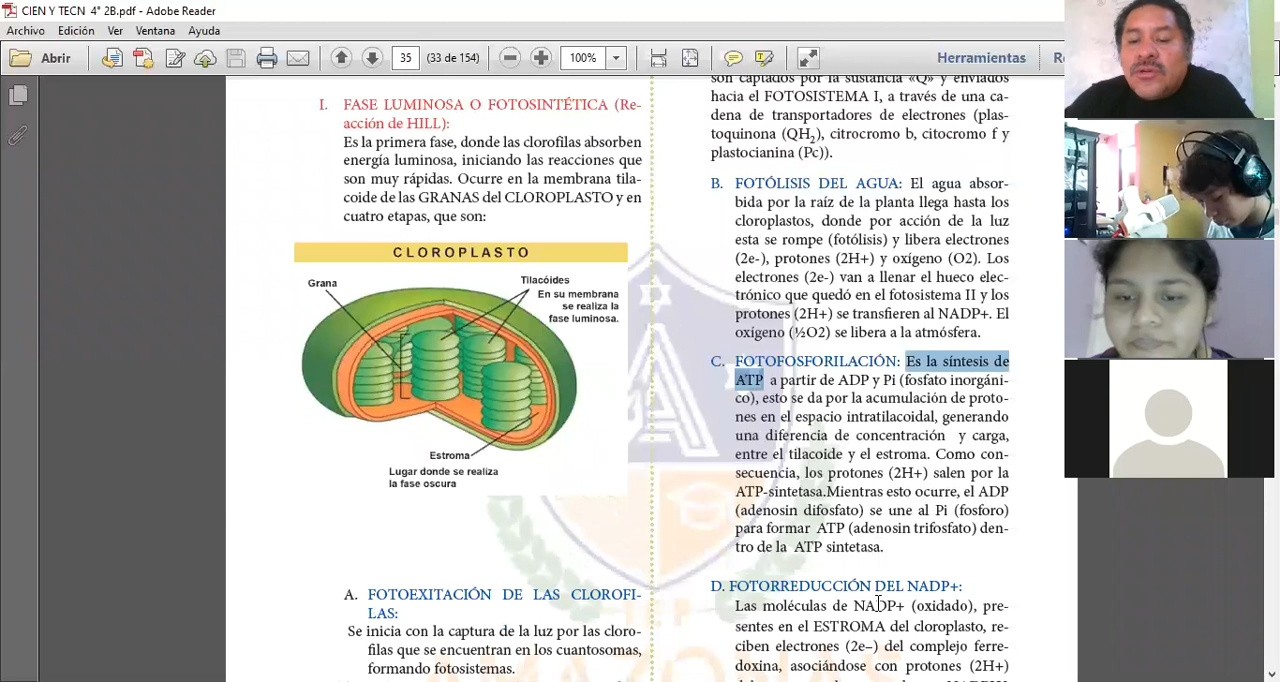 CIEN Y TECN 4° 2B.pdf - Adobe Reader
Archivo Edición Ver Ventana Ayuda
Abrir
35 (33 de 154) 100% Herramientas
I. FASE LUMINOSA O FOTOSINTÉTICA (Re-
acción de HILL):
Es la primera fase, donde las clorofilas absorben
energía luminosa, iniciando las reacciones que
son muy rápidas. Ocurre en la membrana tila-
coide de las GRANAS del CLOROPLASTO y en
cuatro etapas, que son:
CLOROPLASTO
Grana
Tilacóides
En su membrana
se realiza la
fase luminosa.
Estroma
Lugar donde se realiza
la fase oscura
A. FOTOEXITACIÓN DE LAS CLOROFI-
LAS:
Se inicia con la captura de la luz por las cloro-
filas que se encuentran en los cuantosomas,
formando fotosistemas.
son captados por la sustancia «Q» y enviados
hacia el FOTOSISTEMA I, a través de una ca-
dena de transportadores de electrones (plas-
toquinona (QH2), citrocromo b, citocromo f y
plastocianina (Pc)).
B. FOTÓLISIS DEL AGUA: El agua absor-
bida por la raíz de la planta llega hasta los
cloroplastos, donde por acción de la luz
esta se rompe (fotólisis) y libera electrones
(2e-), protones (2H+) y oxígeno (O2). Los
electrones (2e-) van a llenar el hueco elec-
trónico que quedó en el fotosistema II y los
protones (2H+) se transfieren al NADP+. El
oxígeno (½O2) se libera a la atmósfera.
C. FOTOFOSFORILACIÓN: Es la síntesis de
ATP a partir de ADP y Pi (fosfato inorgáni-
co), esto se da por la acumulación de proto-
nes en el espacio intratilacoidal, generando
una diferencia de concentración y carga,
entre el tilacoide y el estroma. Como con-
secuencia, los protones (2H+) salen por la
ATP-sintetasa.Mientras esto ocurre, el ADP
(adenosin difosfato) se une al Pi (fosforo)
para formar ATP (adenosin trifosfato) den-
tro de la ATP sintetasa.
D. FOTORREDUCCIÓN DEL NADP+:
Las moléculas de NADP+ (oxidado), pre-
sentes en el ESTROMA del cloroplasto, re-
ciben electrones (2e–) del complejo ferre-
doxina, asociándose con protones (2H+)